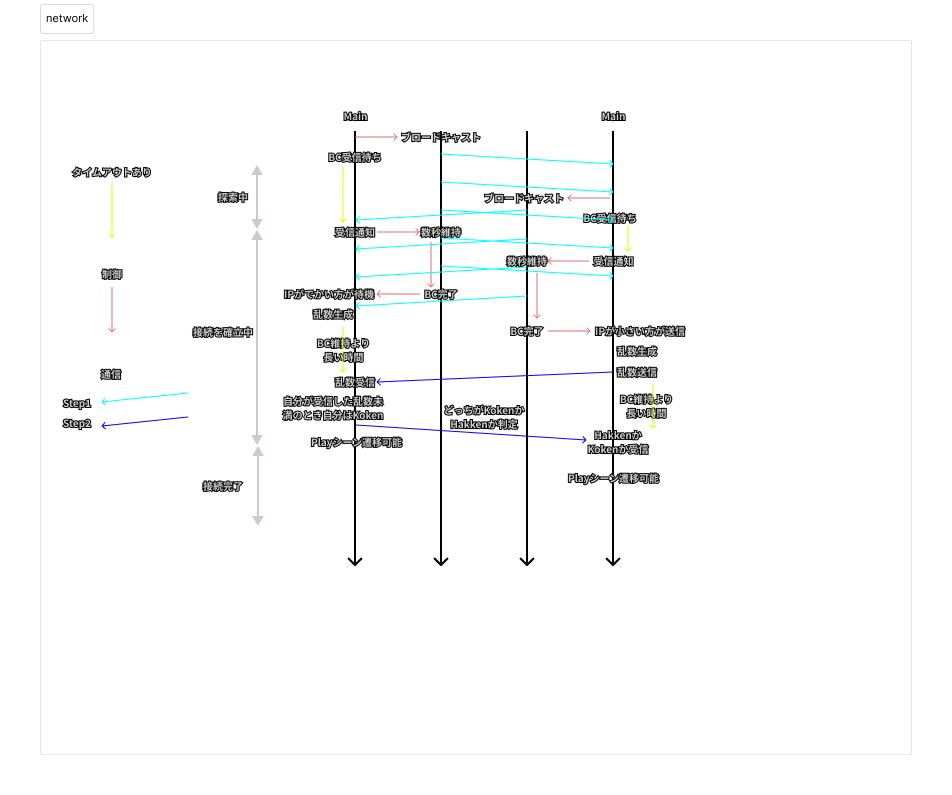 network
Main
Main
ブロードキャスト
BC受信待ち
タイムアウトあり
探索中
ブロードキャスト
BC受信待ち
受信通知
数秒維持
数秒維持
受信通知
制御
IPがでかい方が待機
BC完了
乱数生成
接続を確立中
BC完了
IPが小さい方が送信
BC維持より
長い時間
乱数生成
通信
乱数受信
乱数送信
Step1
自分が受信した乱数未
満のとき自分はKoken
どっちがKokenか
Hakkenか判定
BC維持より
長い時間
Step2
Playシーン遷移可能
Hakkenか
Kokenか受信
接続完了
Playシーン遷移可能